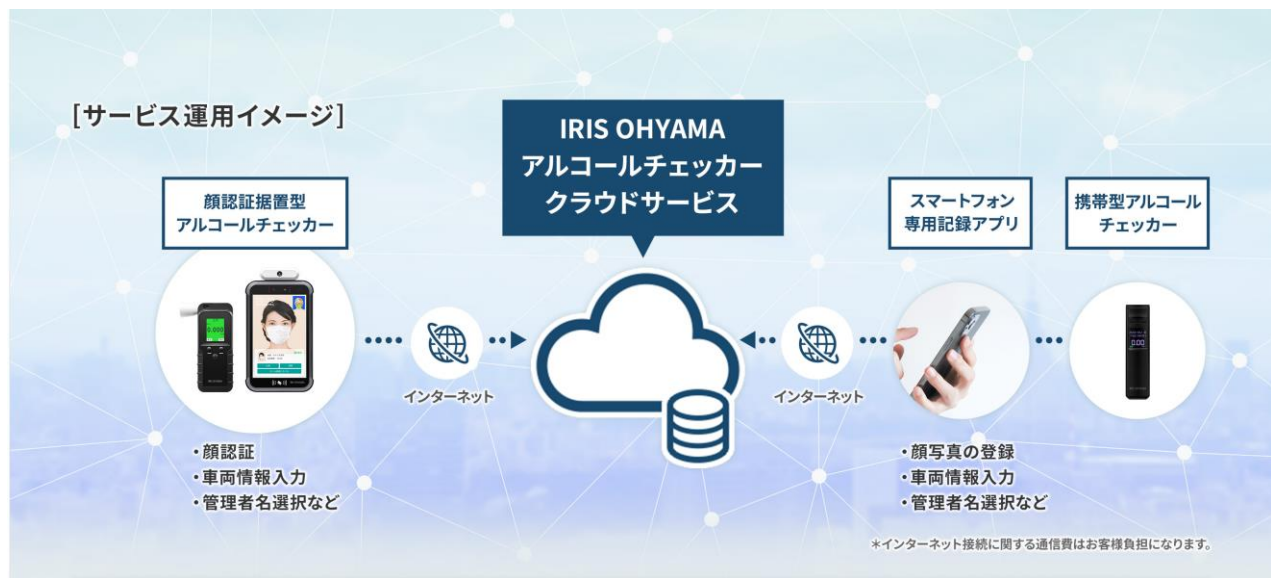 [サービス運用イメージ]
IRIS OHYAMA
アルコールチェッカー
クラウドサービス
顔認証据置型
アルコールチェッカー
スマートフォン
専用記録アプリ
携帯型アルコール
チェッカー
0.000
0.00
インターネット
インターネット
・顔認証
・車両情報入力
・管理者名選択など
・顔写真の登録
・車両情報入力
・管理者名選択など
＊インターネット接続に関する通信費はお客様負担になります。